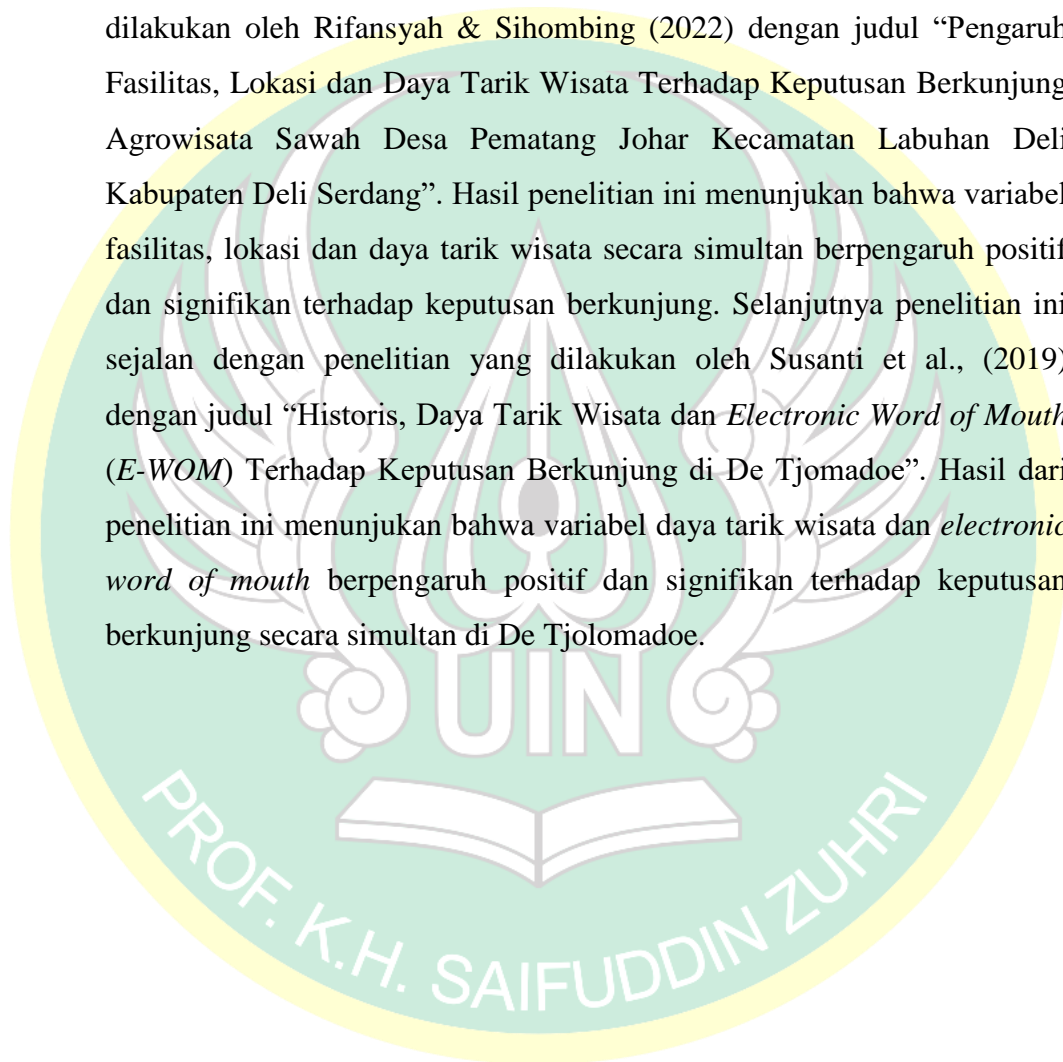 dilakukan oleh Rifansyah & Sihombing (2022) dengan judul “Pengaruh
Fasilitas, Lokasi dan Daya Tarik Wisata Terhadap Keputusan Berkunjung
Agrowisata Sawah Desa Pematang Johar Kecamatan Labuhan Deli
Kabupaten Deli Serdang”. Hasil penelitian ini menunjukan bahwa variabel
fasilitas, lokasi dan daya tarik wisata secara simultan berpengaruh positif
dan signifikan terhadap keputusan berkunjung. Selanjutnya penelitian ini
sejalan dengan penelitian yang dilakukan oleh Susanti et al., (2019)
dengan judul “Historis, Daya Tarik Wisata dan Electronic Word of Mouth
(E-WOM) Terhadap Keputusan Berkunjung di De Tjomadoe”. Hasil dari
penelitian ini menunjukan bahwa variabel daya tarik wisata dan electronic
word of mouth berpengaruh positif dan signifikan terhadap keputusan
berkunjung secara simultan di De Tjolomadoe.
UIN
PROF. K.H. SAIFUDDIN ZUHRI